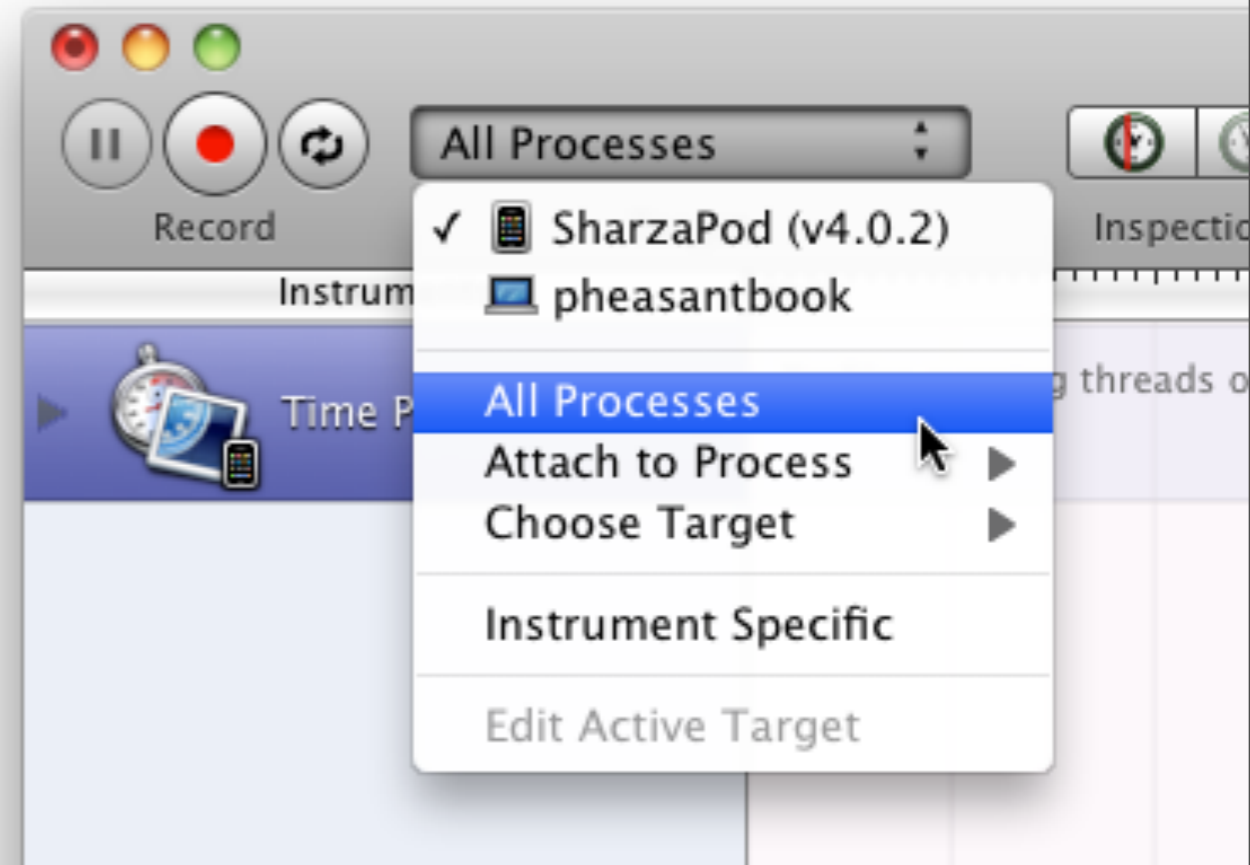 All Processes
Record
Inspectio
✓ SharzaPod (v4.0.2)
pheasantbook
Instrum
All Processes
Time P
g threads o
Attach to Process
Choose Target
Instrument Specific
Edit Active Target